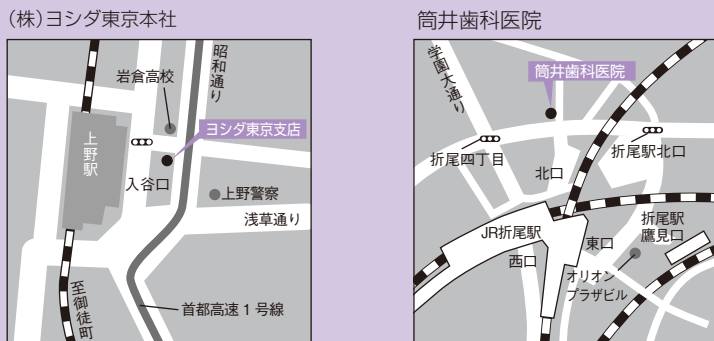 (株)ヨシダ東京本社
昭和通り
岩倉高校
ヨシダ東京支店
上野駅
入谷口
上野警察
浅草通り
至御徒町
首都高速1号線
筒井歯科医院
学園大通り
筒井歯科医院
折尾四丁目
折尾駅北口
北口
JR折尾駅
東口
西口
折尾駅
鷹見口
オリオン
プラザビル